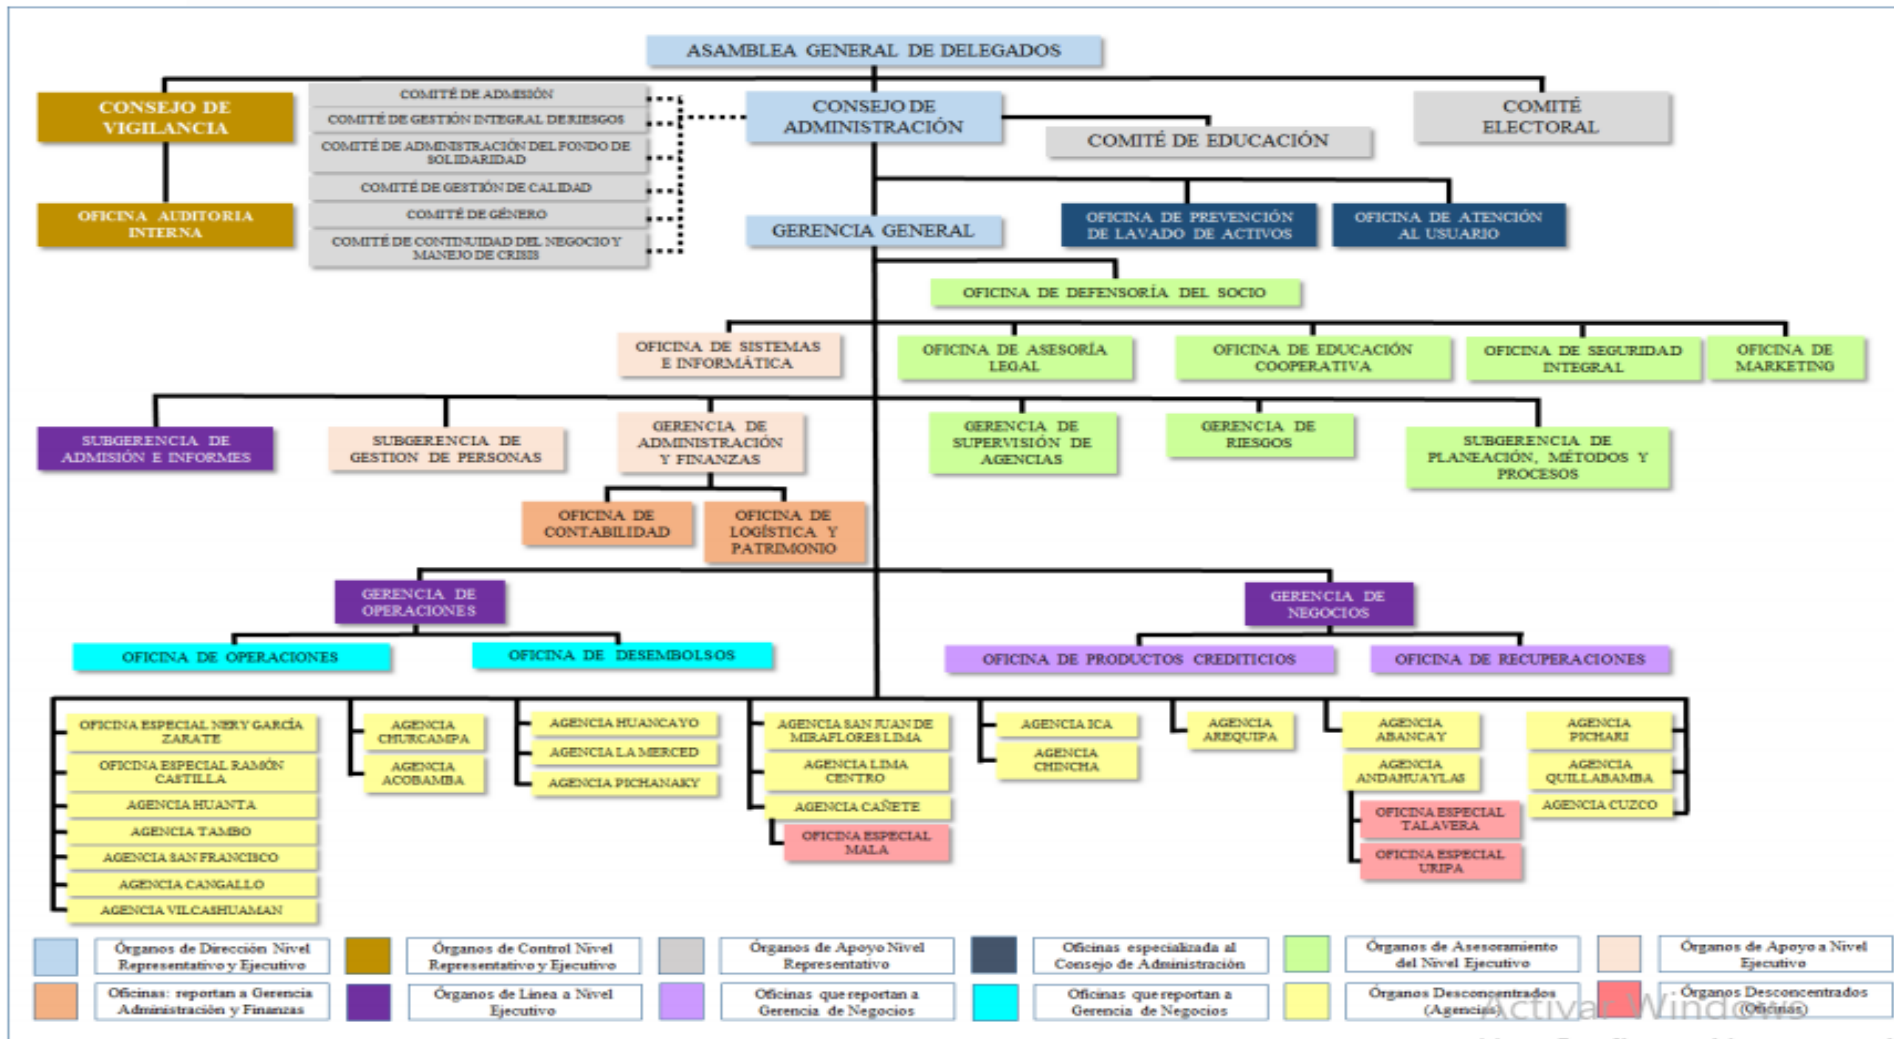 ASAMBLEA GENERAL DE DELEGADOS
CONSEJO DE
VIGILANCIA
COMITÉ DE ADMISIÓN
COMITÉ DE GESTIÓN INTEGRAL DE RIESGOS
COMITÉ DE ADMINISTRACIÓN DEL FONDO DE
SOLIDARIDAD
COMITÉ DE GESTIÓN DE CALIDAD
COMITÉ DE GÉNERO
COMITÉ DE CONTINUIDAD DEL NEGOCIO Y
MANEJO DE CRISIS
CONSEJO DE
ADMINISTRACIÓN
COMITÉ DE EDUCACIÓN
COMITÉ
ELECTORAL
OFICINA AUDITORIA
INTERNA
GERENCIA GENERAL
OFICINA DE PREVENCIÓN
DE LAVADO DE ACTIVOS
OFICINA DE ATENCIÓN
AL USUARIO
OFICINA DE DEFENSORÍA DEL SOCIO
OFICINA DE SISTEMAS
E INFORMÁTICA
OFICINA DE ASESORÍA
LEGAL
OFICINA DE EDUCACIÓN
COOPERATIVA
OFICINA DE SEGURIDAD
INTEGRAL
OFICINA DE
MARKETING
SUBGERENCIA DE
ADMISIÓN E INFORMES
SUBGERENCIA DE
GESTION DE PERSONAS
GERENCIA DE
ADMINISTRACIÓN
Y FINANZAS
GERENCIA DE
SUPERVISIÓN DE
AGENCIAS
GERENCIA DE
RIESGOS
SUBGERENCIA DE
PLANEACIÓN, MÉTODOS Y
PROCESOS
OFICINA DE
CONTABILIDAD
OFICINA DE
LOGÍSTICA Y
PATRIMONIO
GERENCIA DE
OPERACIONES
GERENCIA DE
NEGOCIOS
OFICINA DE OPERACIONES
OFICINA DE DESEMBOLSOS
OFICINA DE PRODUCTOS CREDITICIOS
OFICINA DE RECUPERACIONES
OFICINA ESPECIAL NERY GARCÍA
ZARATE
OFICINA ESPECIAL RAMÓN
CASTILLA
AGENCIA HUANTA
AGENCIA TAMBO
AGENCIA SAN FRANCISCO
AGENCIA CANGALLO
AGENCIA VILCASHUAMAN
AGENCIA
CHURCAMPA
AGENCIA
ACOBAMBA
AGENCIA HUANCAYO
AGENCIA LA MERCED
AGENCIA PICHANAKY
AGENCIA SAN JUAN DE
MIRAFLORES LIMA
AGENCIA LIMA
CENTRO
AGENCIA CAÑETE
OFICINA ESPECIAL
MALA
AGENCIA ICA
AGENCIA
CHINCHA
AGENCIA
AREQUIPA
AGENCIA
ABANCAY
AGENCIA
ANDAHUAYLAS
OFICINA ESPECIAL
TALAVERA
OFICINA ESPECIAL
URIPA
AGENCIA
PICHARI
AGENCIA
QUILLABAMBA
AGENCIA CUZCO
Órganos de Dirección Nivel
Representativo y Ejecutivo
Órganos de Control Nivel
Representativo y Ejecutivo
Órganos de Apoyo Nivel
Representativo
Oficinas especializada al
Consejo de Administración
Órganos de Asesoramiento
del Nivel Ejecutivo
Órganos de Apoyo a Nivel
Ejecutivo
Oficinas: reportan a Gerencia
Administración y Finanzas
Órganos de Línea a Nivel
Ejecutivo
Oficinas que reportan a
Gerencia de Negocios
Oficinas que reportan a
Gerencia de Negocios
Órganos Desconcentrados
(Agencias)
Órganos Desconcentrados
(Oficinas)
Activar Windows